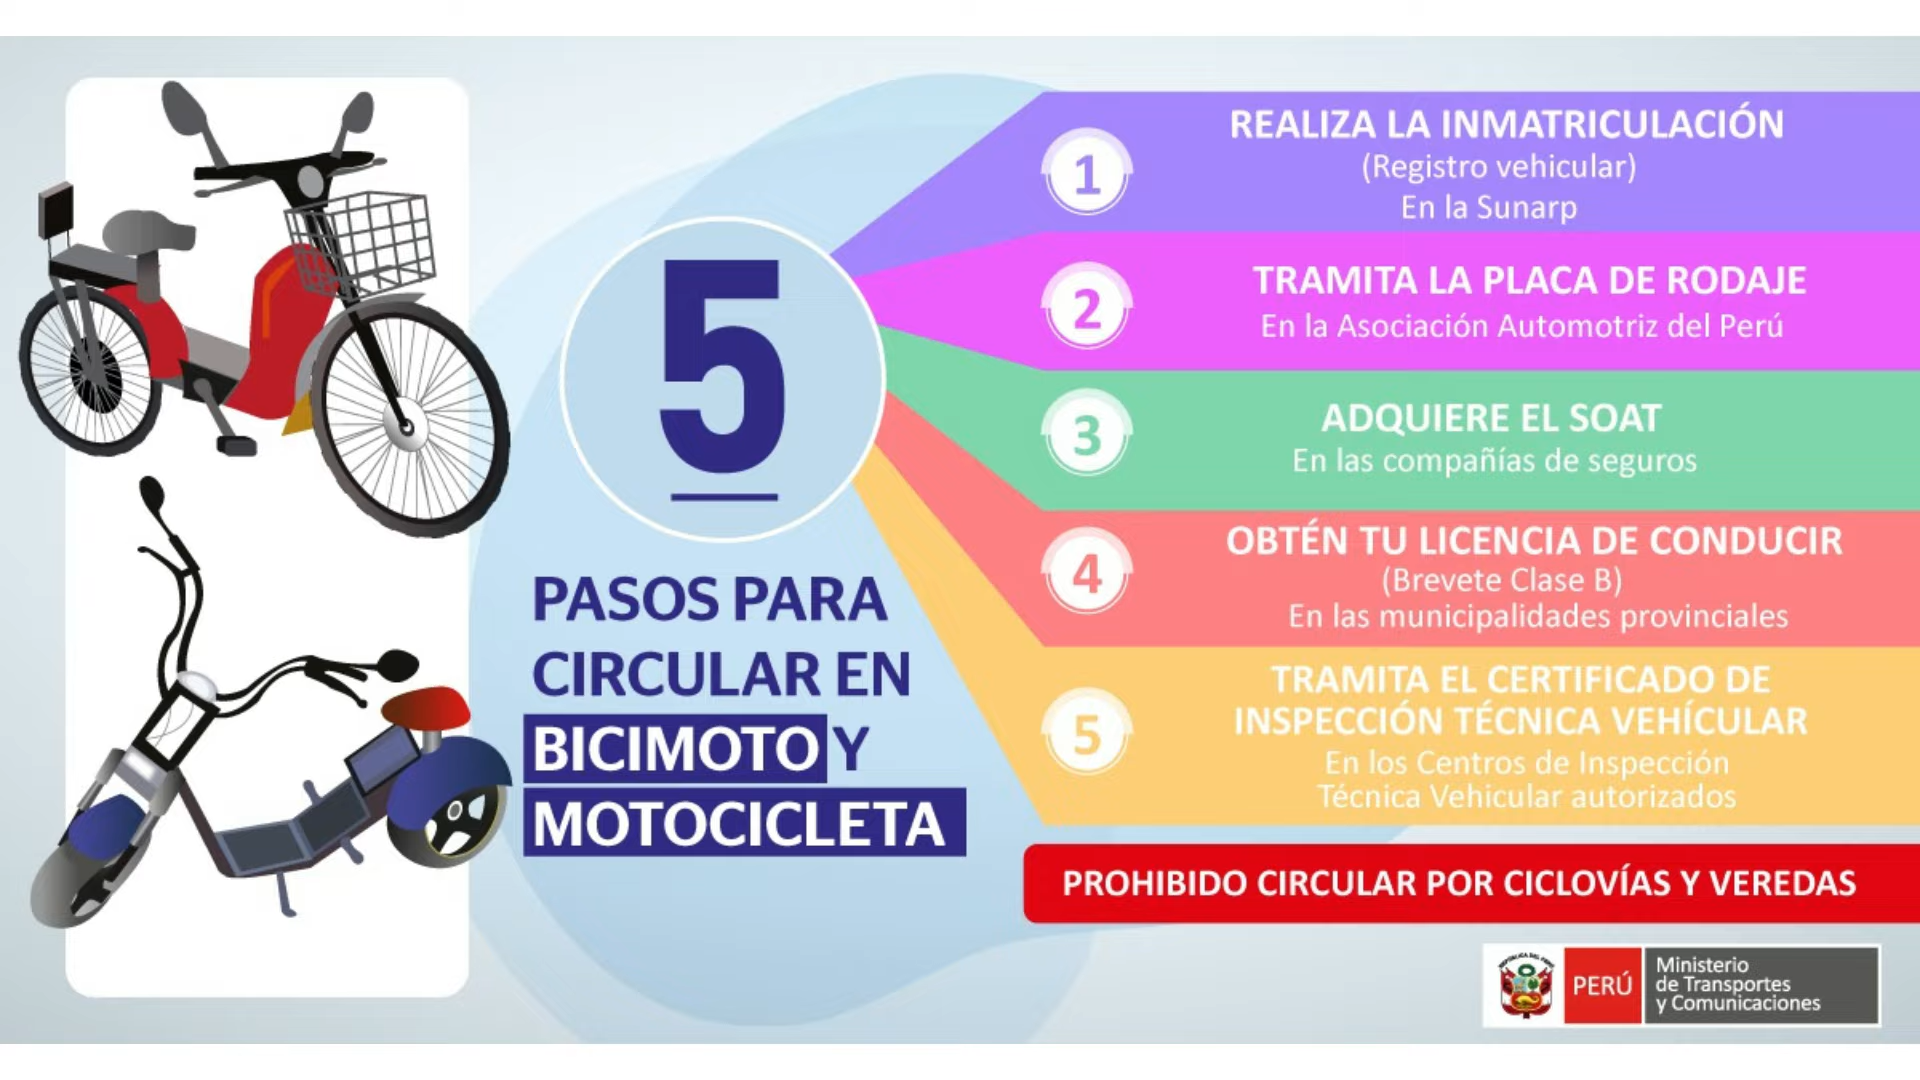 5
PASOS PARA
CIRCULAR EN
BICIMOTO Y
MOTOCICLETA
1
REALIZA LA INMATRICULACIÓN
(Registro vehicular)
En la Sunarp
2
TRAMITA LA PLACA DE RODAJE
En la Asociación Automotriz del Perú
3
ADQUIERE EL SOAT
En las compañías de seguros
4
OBTÉN TU LICENCIA DE CONDUCIR
(Brevete Clase B)
En las municipalidades provinciales
5
TRAMITA EL CERTIFICADO DE
INSPECCIÓN TÉCNICA VEHÍCULAR
En los Centros de Inspección
Técnica Vehicular autorizados
PROHIBIDO CIRCULAR POR CICLOVÍAS Y VEREDAS
PERÚ
Ministerio
de Transportes
y Comunicaciones